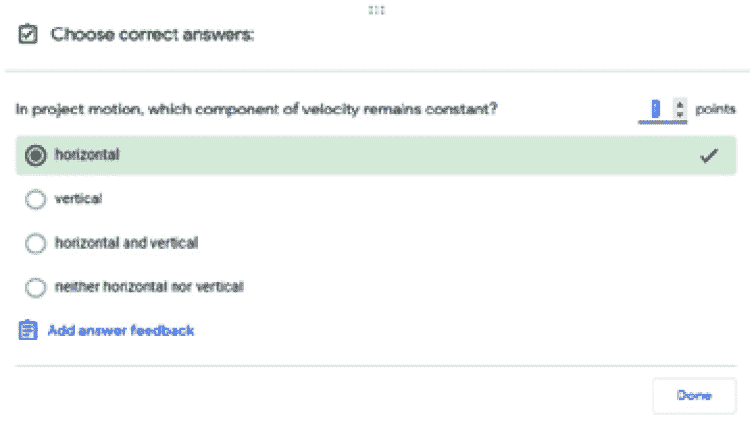 Choose correct answers:
In project motion, which component of velocity remains constant?
points
horizontal
vertical
horizontal and vertical
neither horizontal nor vertical
Add answer feedback
Done